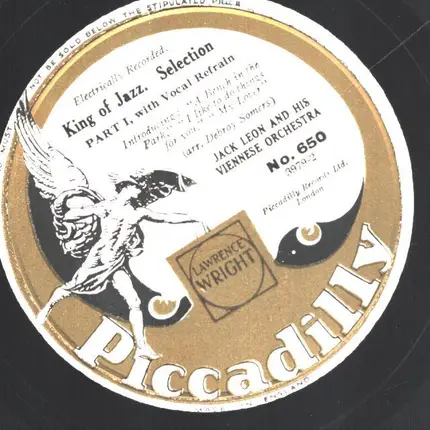 MUST NOT BE SOLD BELOW THE STIPULATED PRICE
Electrically Recorded.
King of Jazz. Selection
PART I. with Vocal Refrain
Introducing: "A Bench in the
Park," "I like to do things
for you," "My Lover"
(arr. Debroy Somers)
JACK LEON AND HIS
VIENNESE ORCHESTRA
No. 650
Piccadilly Records Ltd.
London
LAWRENCE
WRIGHT
Piccadilly
MADE IN ENGLAND